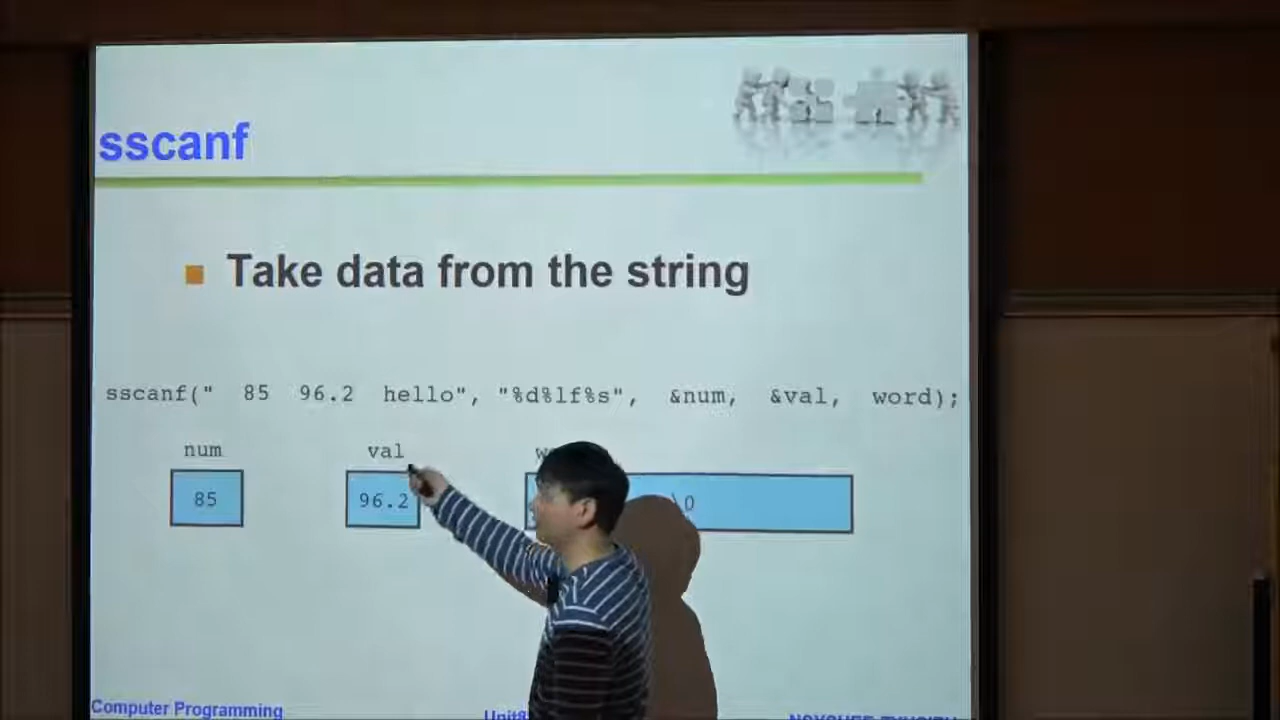 sscanf
Take data from the string
sscanf(" 85 96.2 hello", "%d%lf%s", &num, &val, word);
num val
85 96.2 \0
Computer Programming